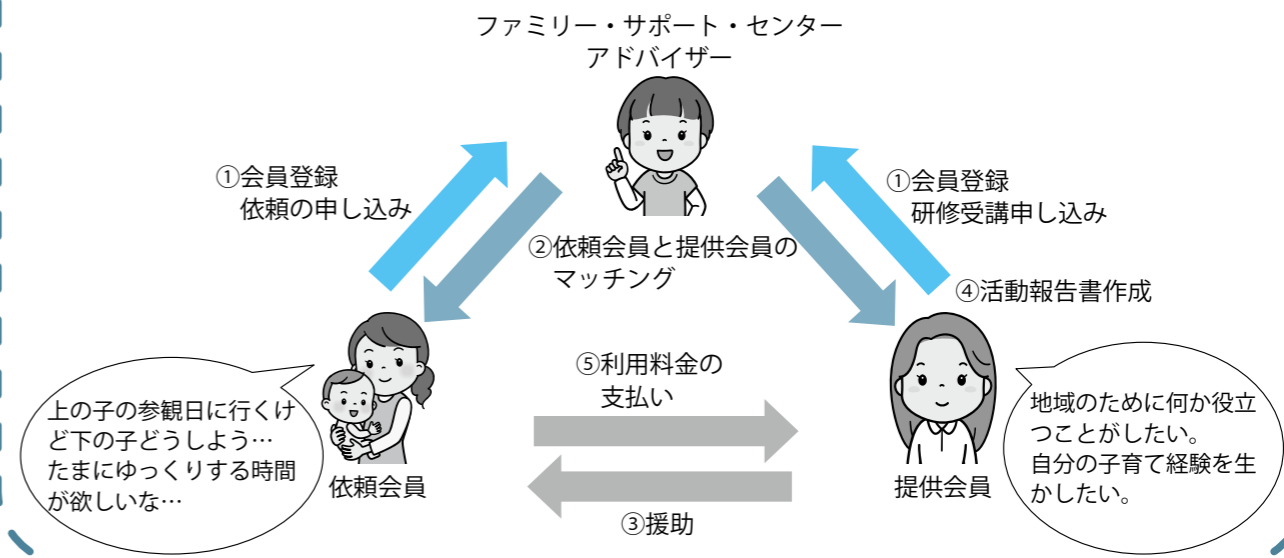 ファミリー・サポート・センター
アドバイザー
①会員登録
依頼の申し込み
①会員登録
研修受講申し込み
②依頼会員と提供会員の
マッチング
④活動報告書作成
⑤利用料金の
支払い
上の子の参観日に行くけ
ど下の子どうしよう…
たまにゆっくりする時間
が欲しいな…
依頼会員
地域のために何か役立
つことがしたい。
自分の子育て経験を生
かしたい。
提供会員
③援助